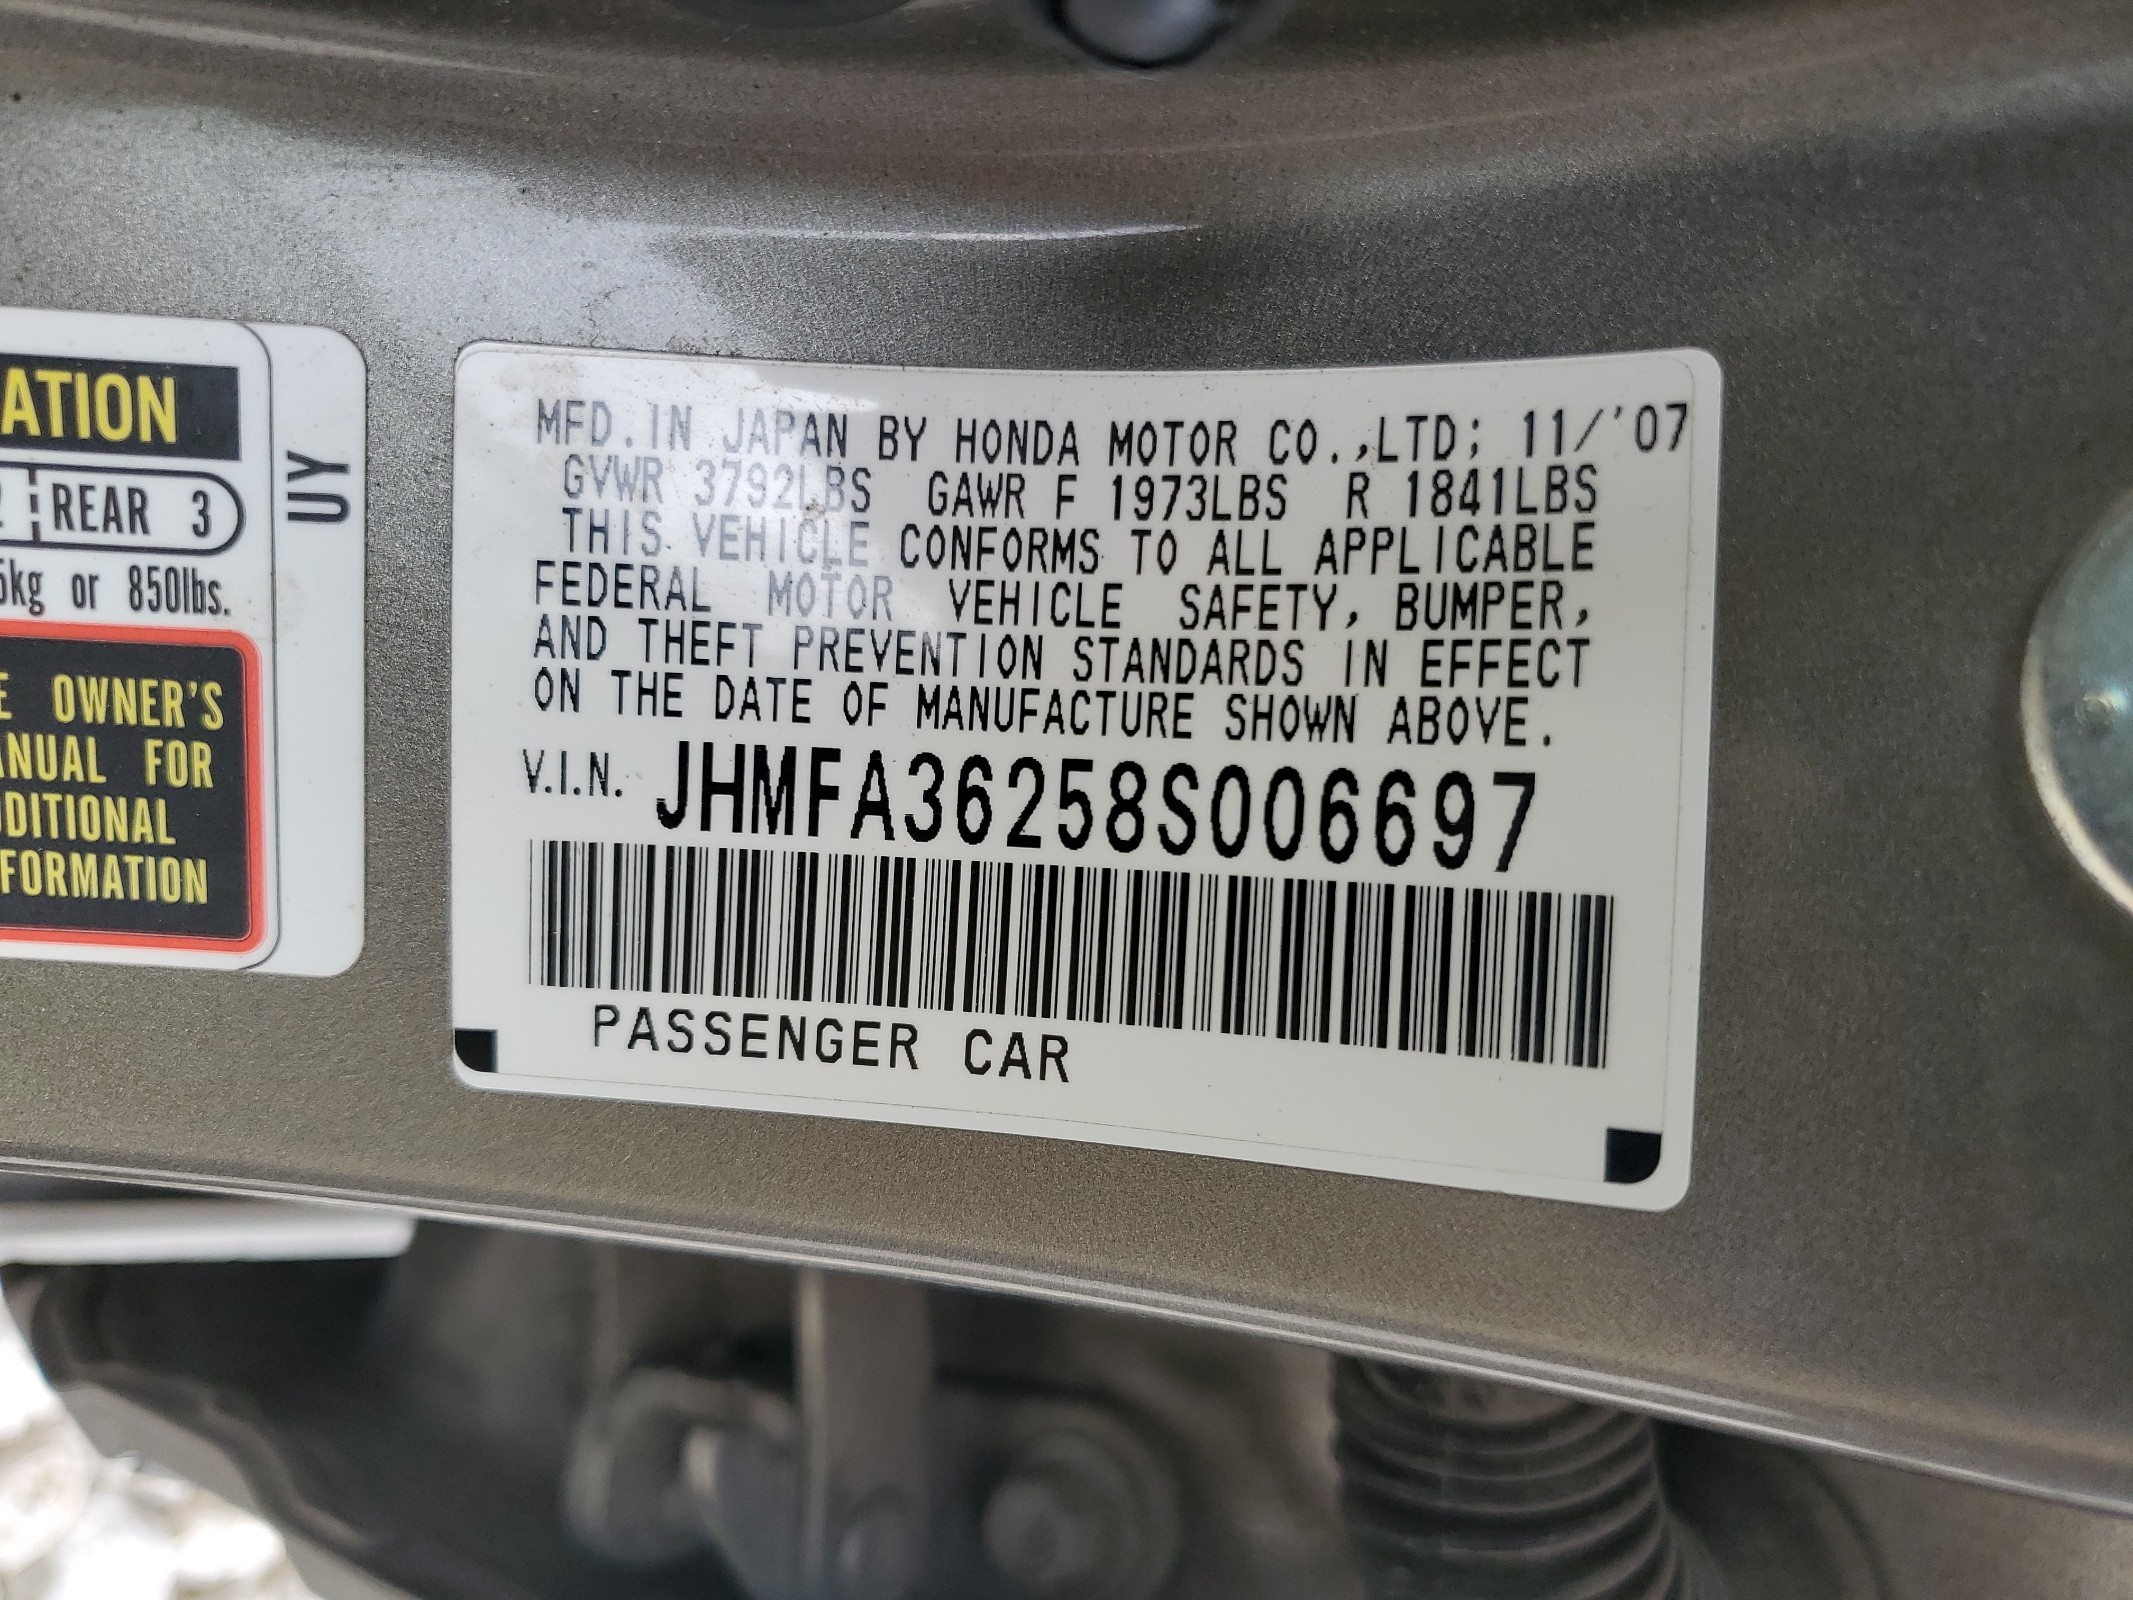 ATION
REAR 3
kg or 850lbs.
OWNER'S
ANUAL FOR
DITIONAL
FORMATION
UY
MFD. IN JAPAN BY HONDA MOTOR CO.,LTD; 11/'07
GVWR 3792LBS GAWR F 1973LBS R 1841LBS
THIS VEHICLE CONFORMS TO ALL APPLICABLE
FEDERAL MOTOR VEHICLE SAFETY, BUMPER,
AND THEFT PREVENTION STANDARDS IN EFFECT
ON THE DATE OF MANUFACTURE SHOWN ABOVE.
V.I.N. JHMFA36258S006697
PASSENGER CAR